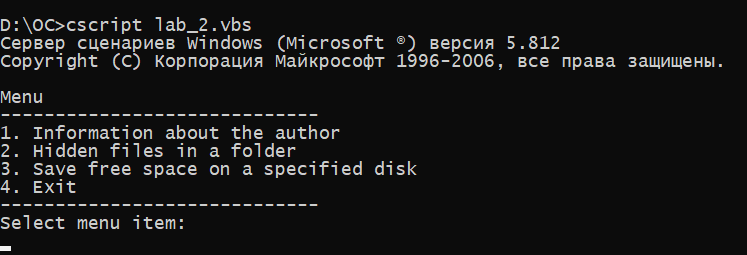 D:\OC>cscript lab_2.vbs
Сервер сценариев Windows (Microsoft ®) версия 5.812
Copyright (C) Корпорация Майкрософт 1996-2006, все права защищены.
Menu
-----------------------------
1. Information about the author
2. Hidden files in a folder
3. Save free space on a specified disk
4. Exit
-----------------------------
Select menu item: